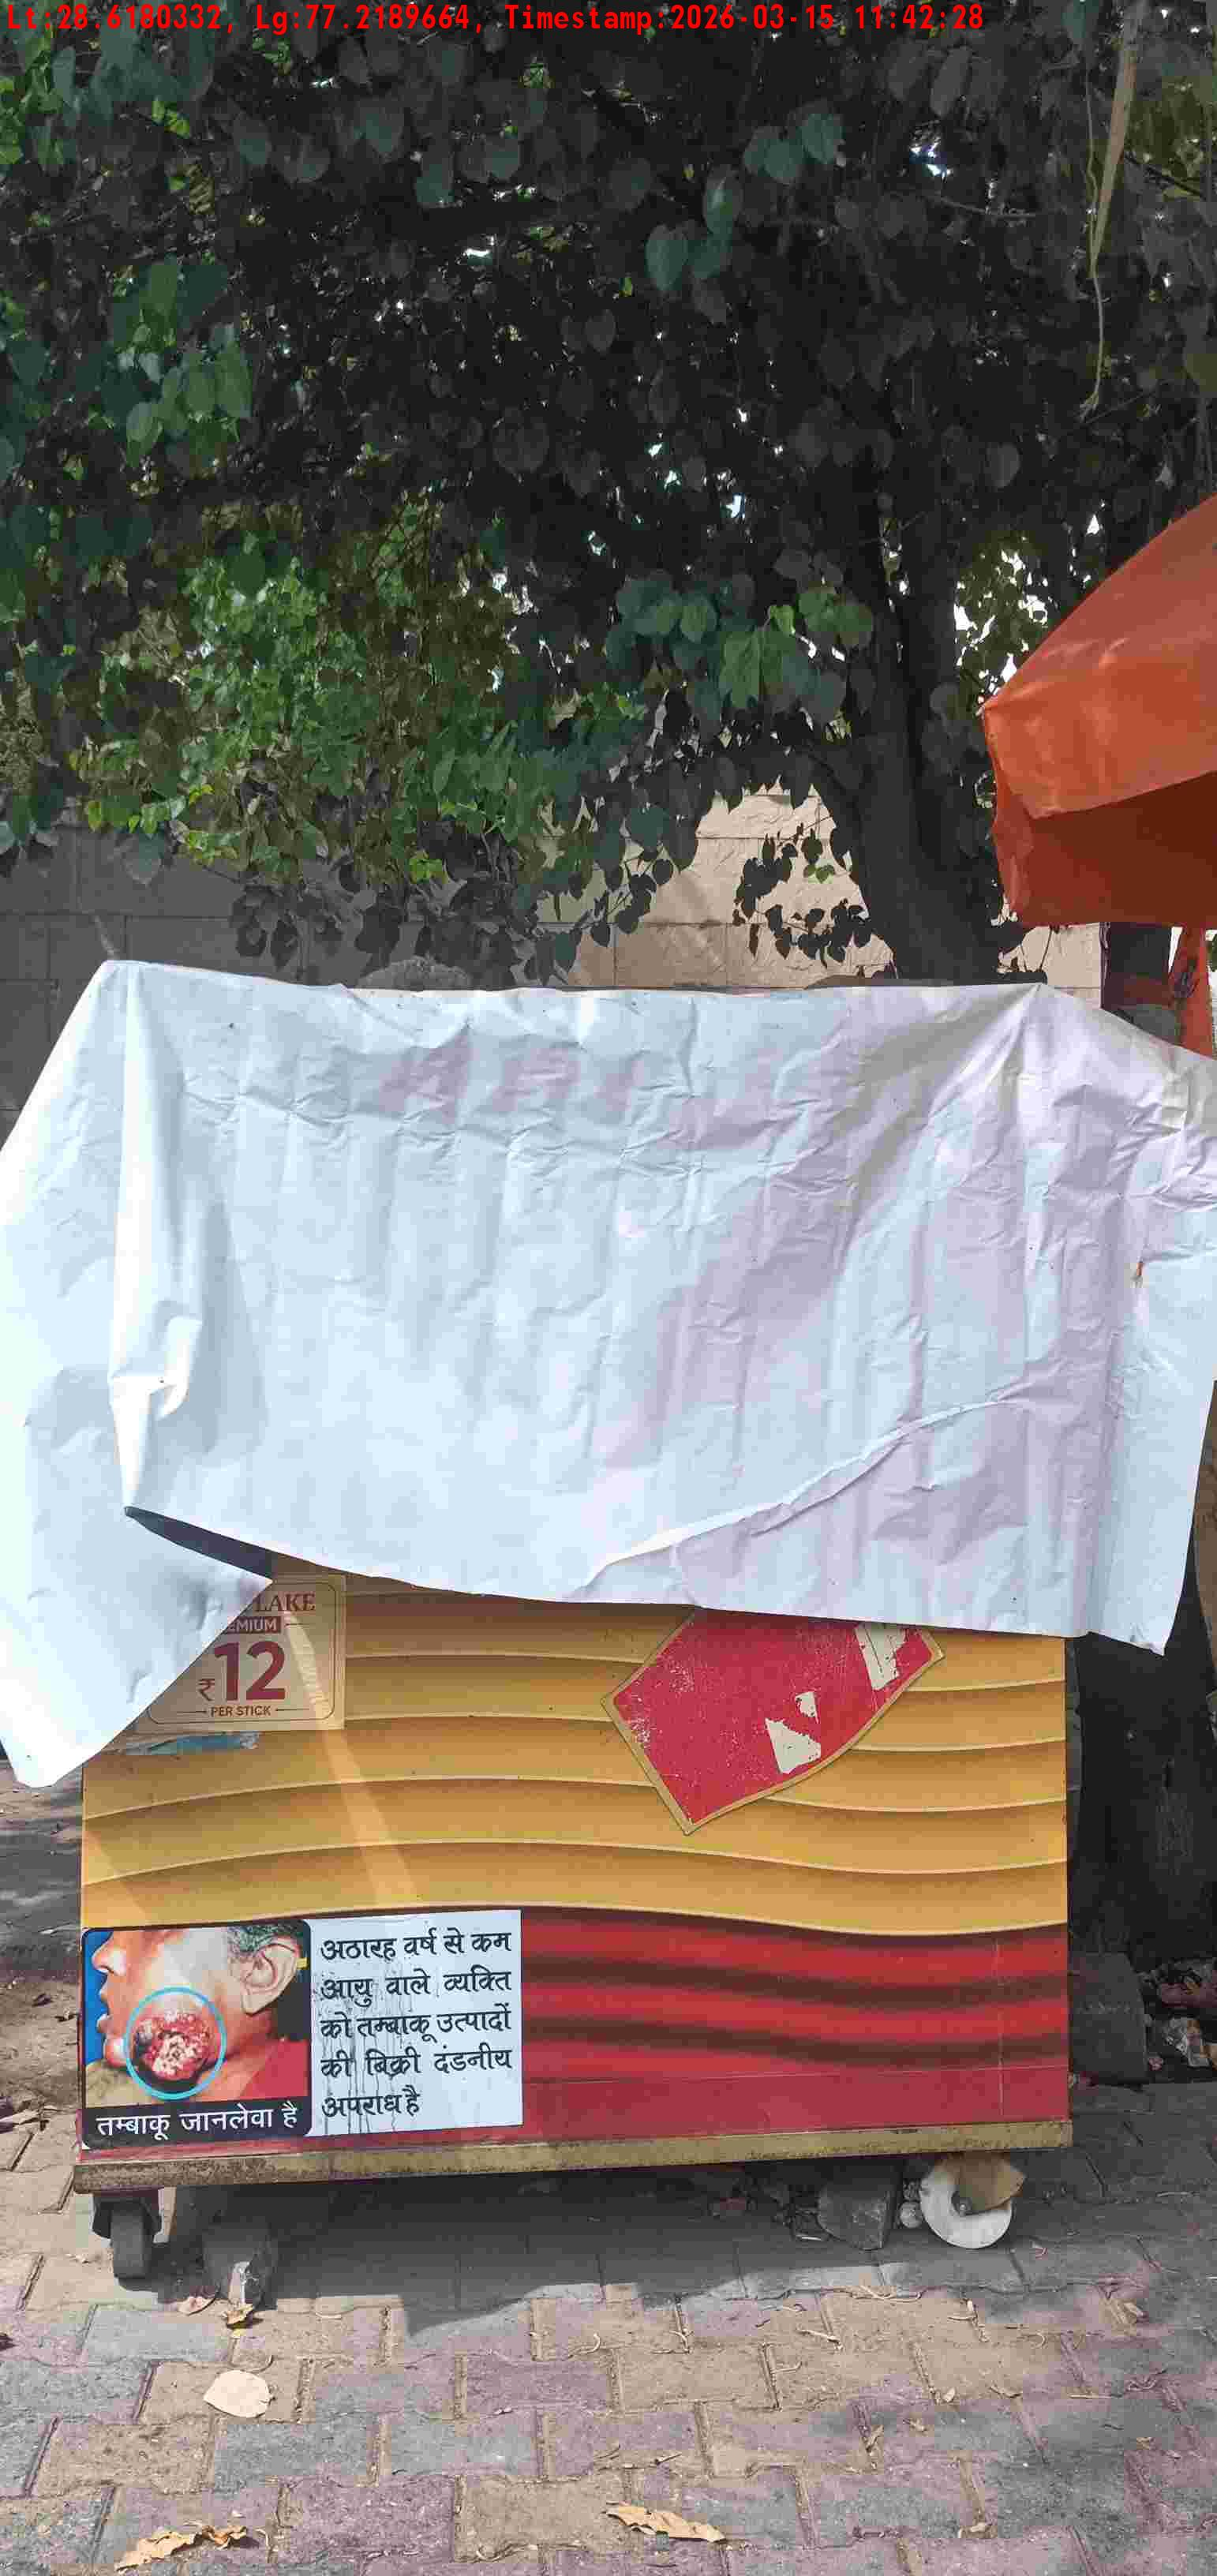 Lt:28.6180332, Lg:77.2189664, Timestamp:2026-03-15 11:42:28
LAKE
EMIUM
₹12
PER STICK
अठारह वर्ष से कम
आयु वाले व्यक्ति
को तम्बाकू उत्पादों
की बिक्री दंडनीय
अपराध है
तम्बाकू जानलेवा है